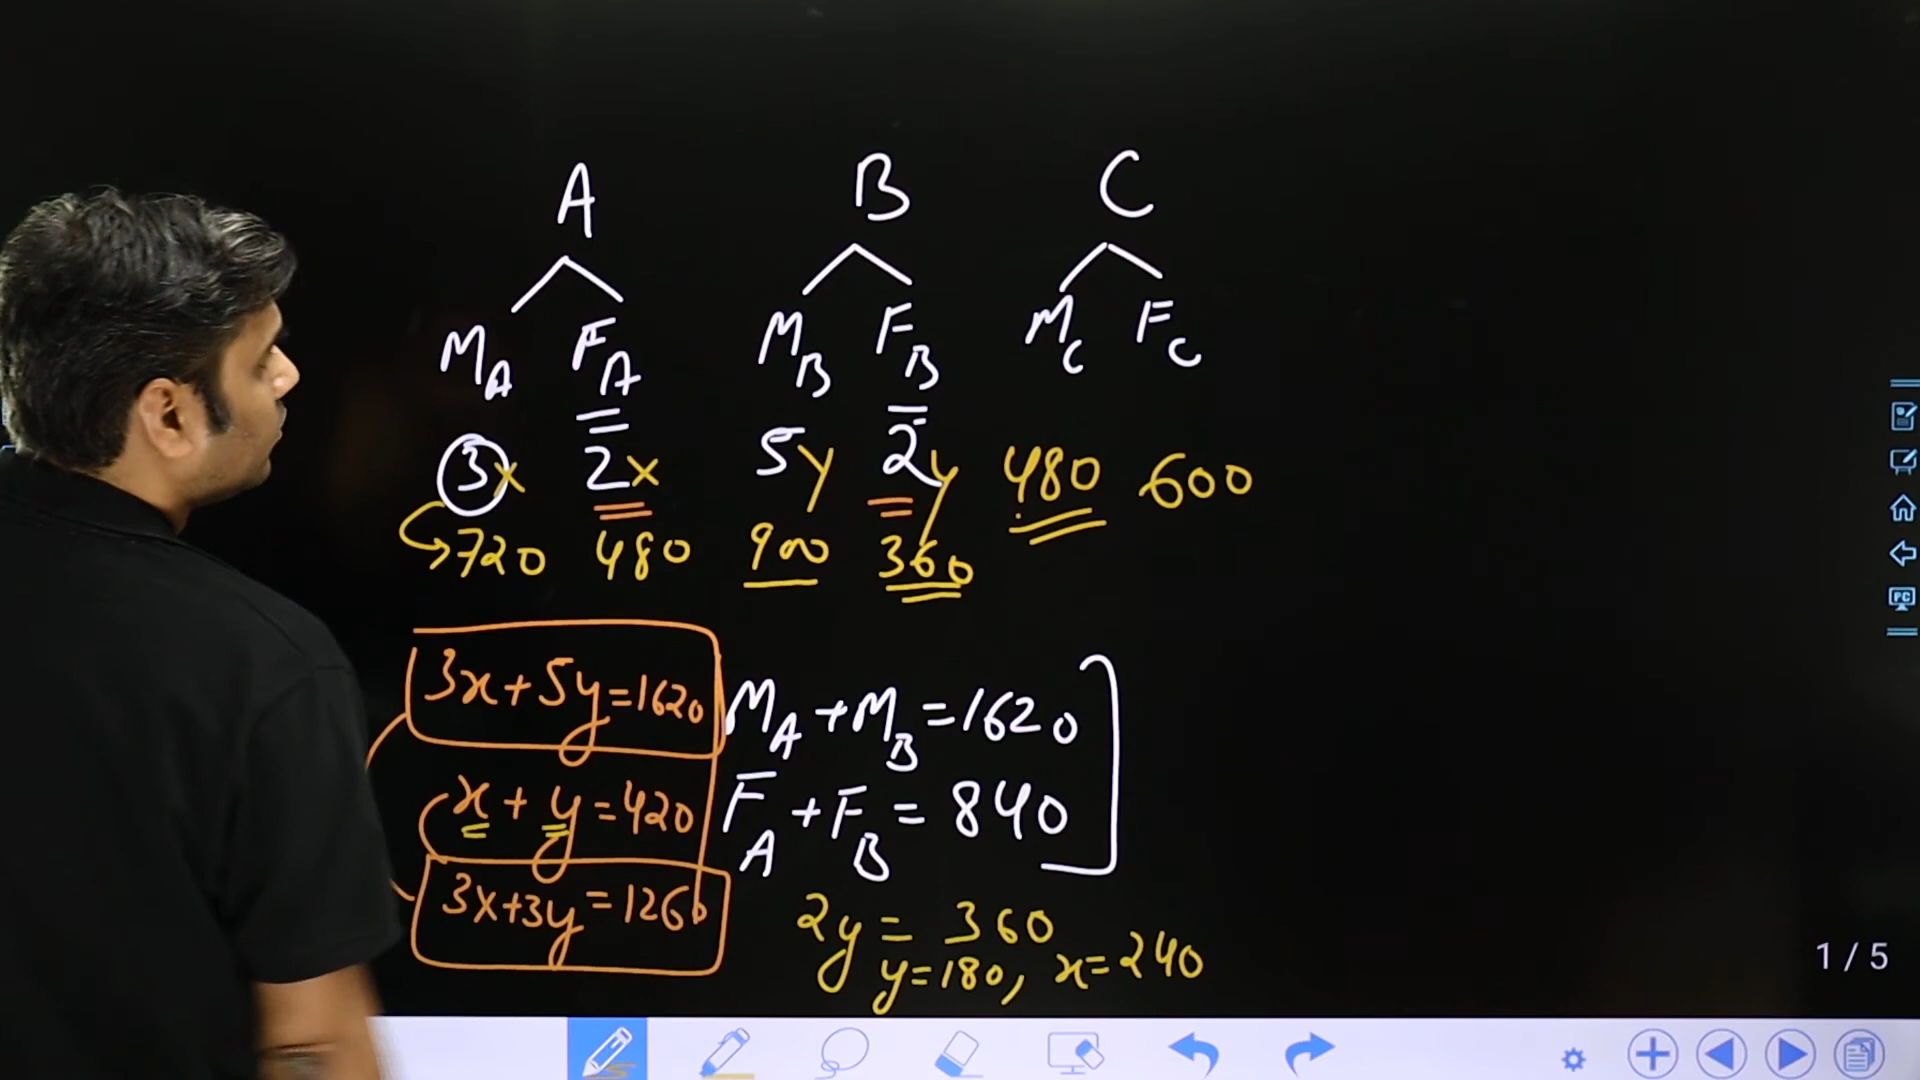 A B C
M_A F_A M_B F_B M_C F_C
3x 2x 5y 2y 480 600
720 480 900 360
3x+5y=1620 M_A+M_B=1620
x+y=420 F_A+F_B=840
3x+3y=1260
2y=360
y=180, x=240
1 / 5
PC